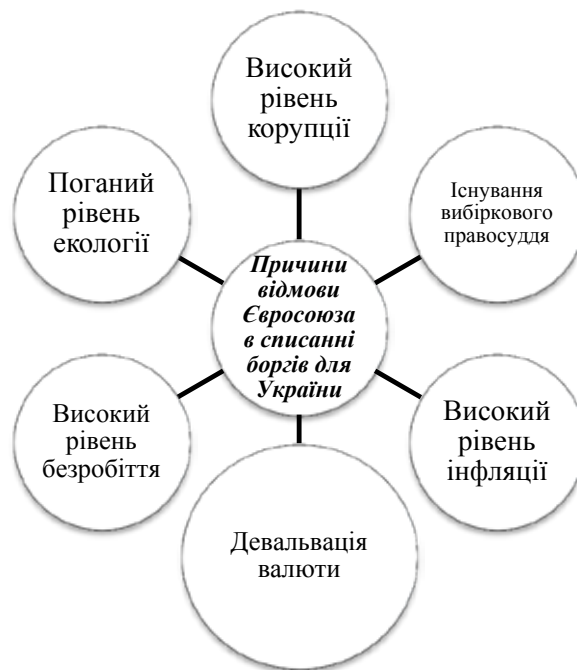 Високий
рівень
корупції
Існування
вибіркового
правосуддя
Високий
рівень
інфляції
Девальвація
валюти
Високий
рівень
безробіття
Поганий
рівень
екології
Причини
відмови
Євросоюза
в списанні
боргів для
України